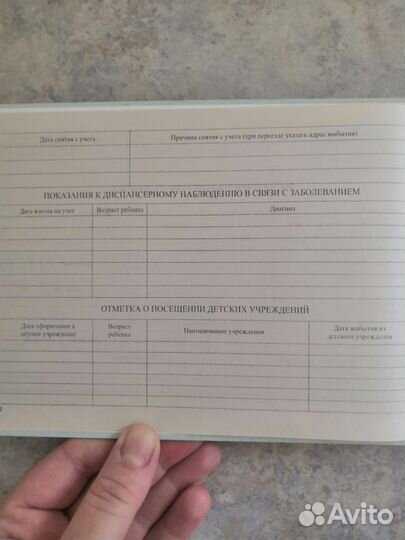 Дата снятия с учета Причина снятия с учета (при переезде указать адрес выбытия)
ПОКАЗАНИЯ К ДИСПАНСЕРНОМУ НАБЛЮДЕНИЮ В СВЯЗИ С ЗАБОЛЕВАНИЕМ
Дата взятия на учет Возраст ребенка Диагноз
ОТМЕТКА О ПОСЕЩЕНИИ ДЕТСКИХ УЧРЕЖДЕНИЙ
Дата оформления в Возраст Наименование учреждения Дата выбытия из
детское учреждение ребенка детского учреждения
Avito